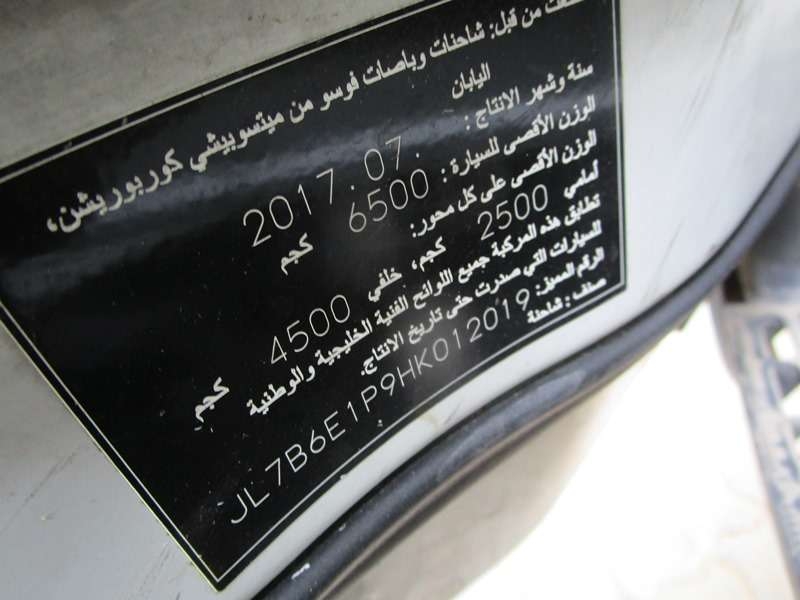 من قبل: شاحنات وباصات فوسو من ميتسوبيشي كوربوريشن،
اليابان
سنة وشهر الانتاج: 2017.07.
الوزن الأقصى للسيارة: 6500 كجم
الوزن الأقصى على كل محور:
أمامي 2500 كجم، خلفي 4500 كجم
تطابق هذه المركبة جميع اللوائح الفنية الخليجية والوطنية
للسيارات التي صدرت حتى تاريخ الانتاج.
الرقم المميز: JL7B6E1P9HK012019
صنف: شاحنة